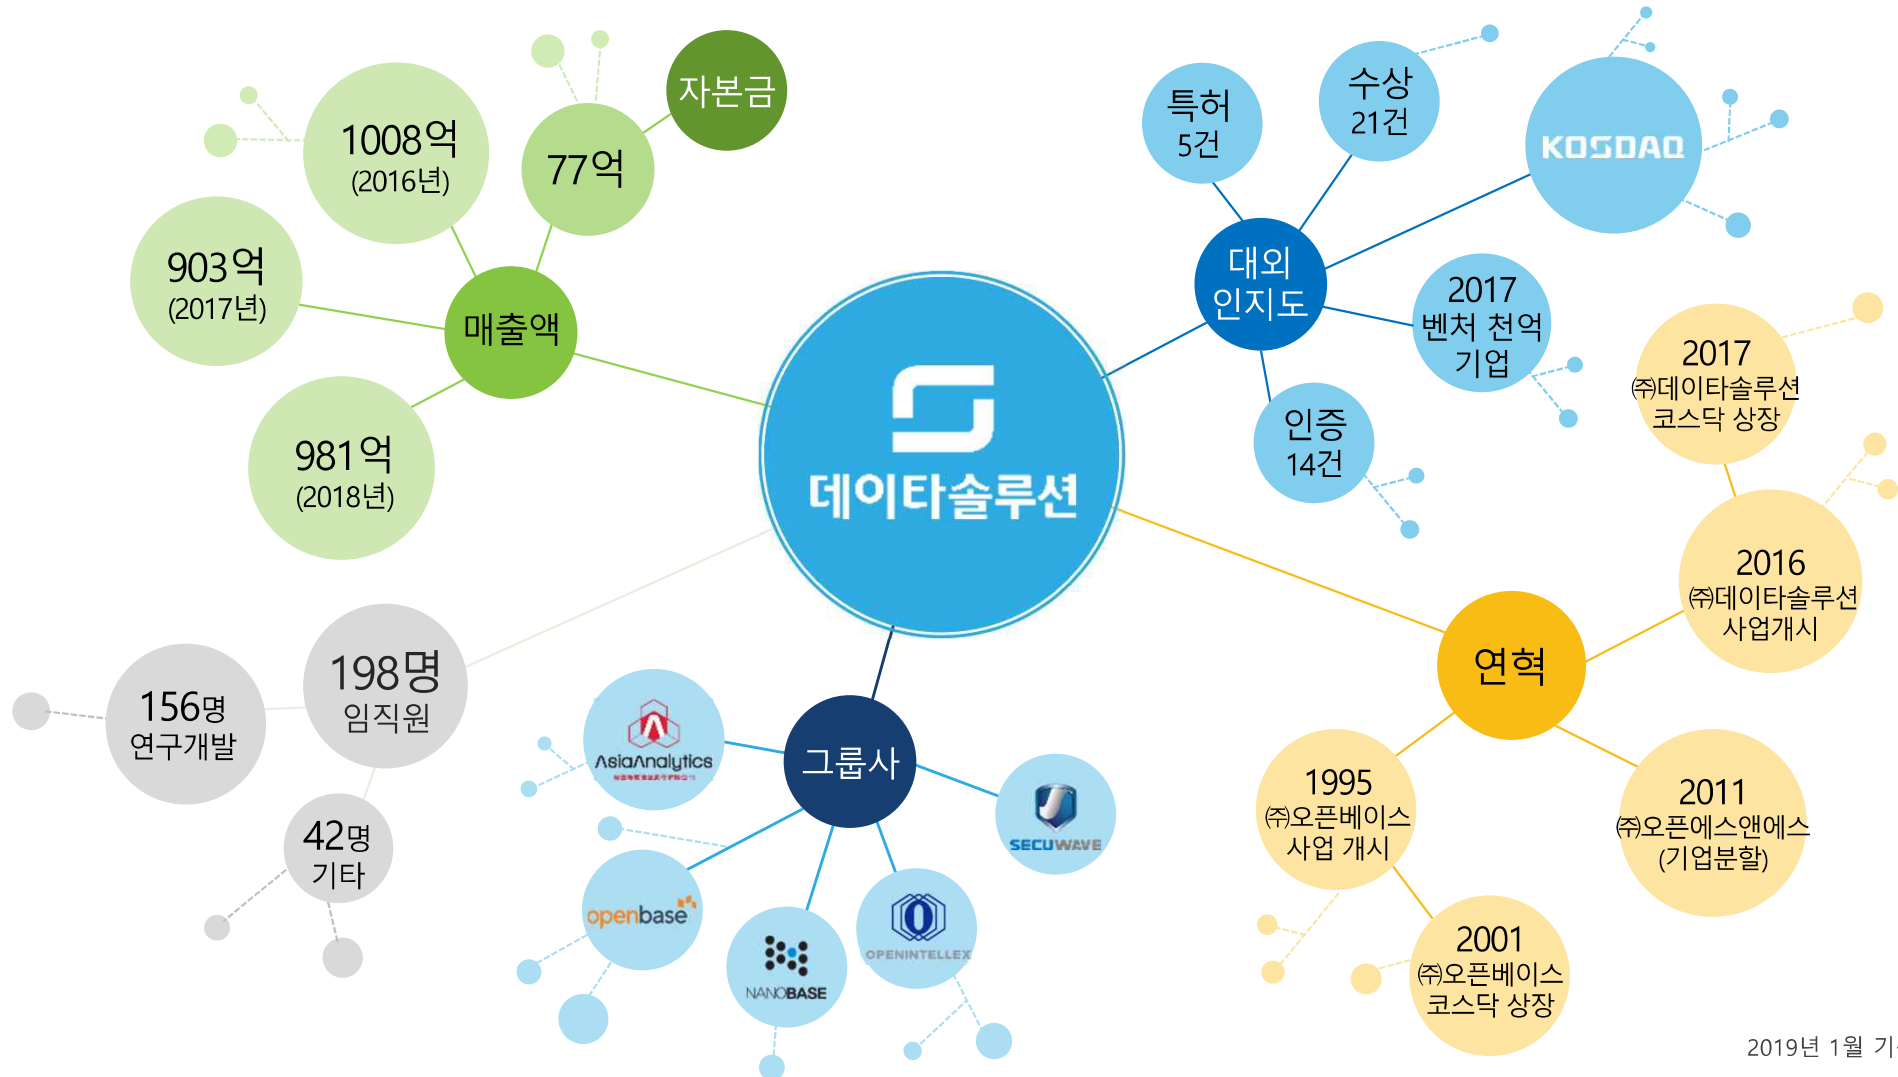 자본금
77억
1008억
(2016년)
903억
(2017년)
매출액
981억
(2018년)
특허
5건
수상
21건
KOSDAQ
대외
인지도
2017
벤처 천억
기업
인증
14건
데이타솔루션
2017
㈜데이타솔루션
코스닥 상장
2016
㈜데이타솔루션
사업개시
연혁
1995
㈜오픈베이스
사업 개시
2011
㈜오픈에스앤에스
(기업분할)
2001
㈜오픈베이스
코스닥 상장
198명
임직원
156명
연구개발
42명
기타
그룹사
AsiaAnalytics
SECUWAVE
openbase
NANOBASE
OPENINTELLEX
2019년 1월